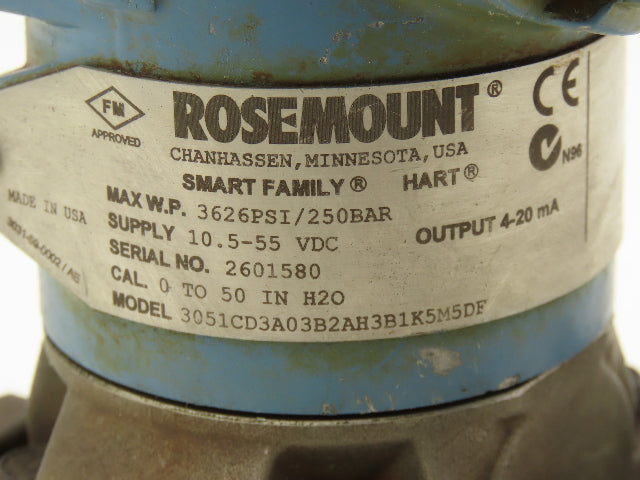 FM
APPROVED
ROSEMOUNT®
CE
N96
CHANHASSEN, MINNESOTA, USA
SMART FAMILY® HART®
MADE IN USA
MAX W.P. 3626PSI/250BAR
SUPPLY 10.5-55 VDC
OUTPUT 4-20 mA
SERIAL NO. 2601580
CAL. 0 TO 50 IN H2O
MODEL 3051CD3A03B2AH3B1K5M5DF